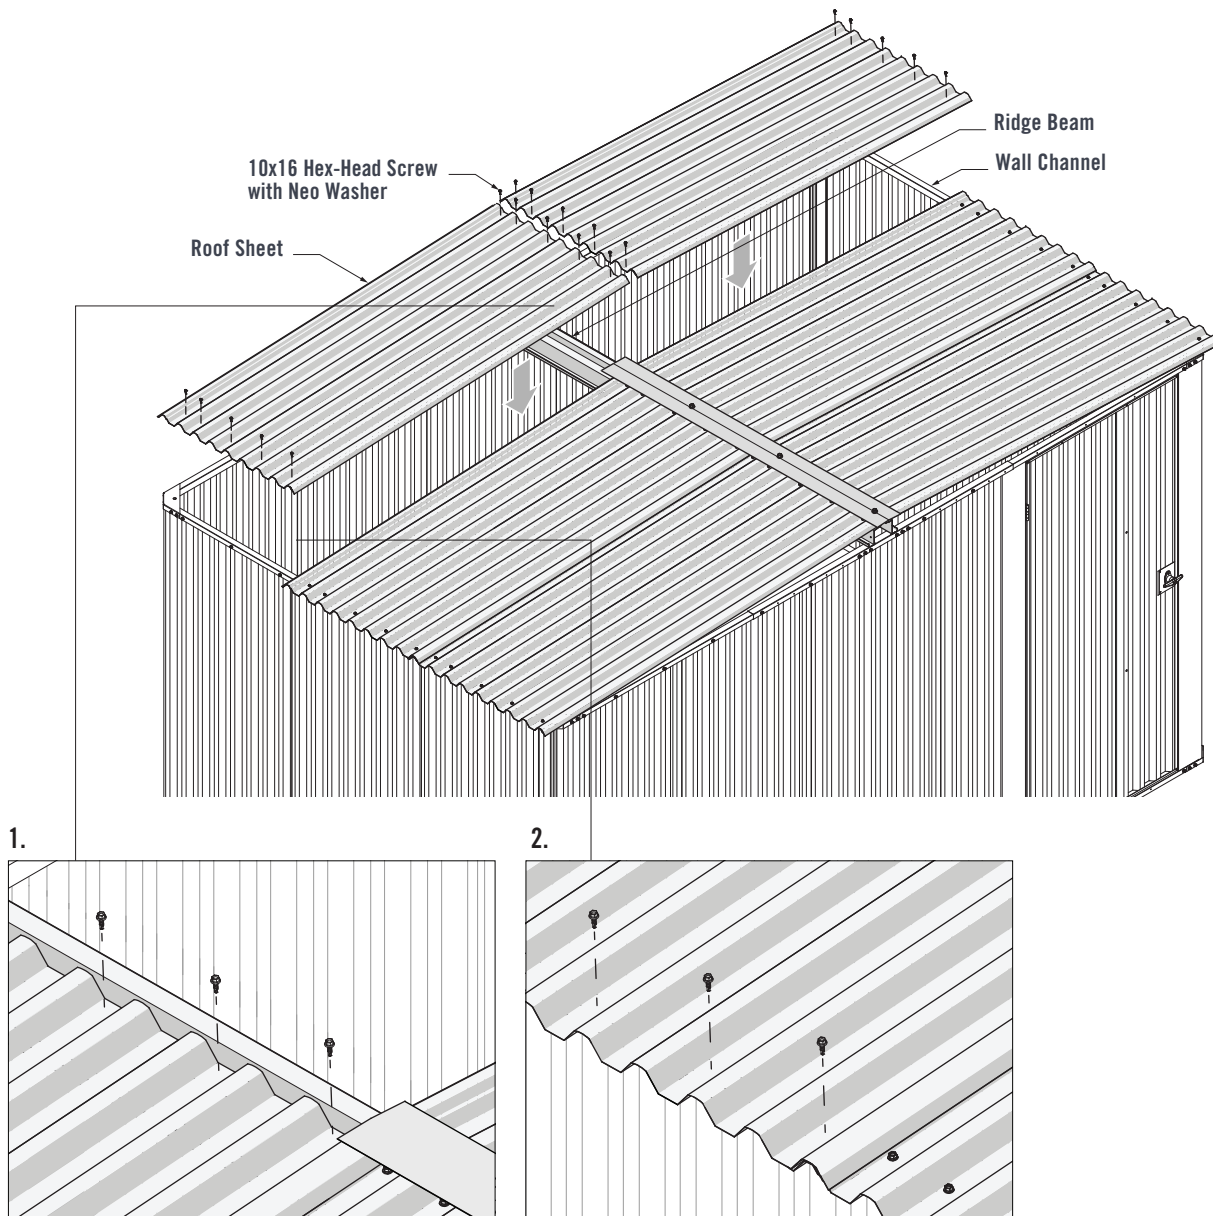 Ridge Beam
Wall Channel
10x16 Hex-Head Screw
with Neo Washer
Roof Sheet
1.
2.